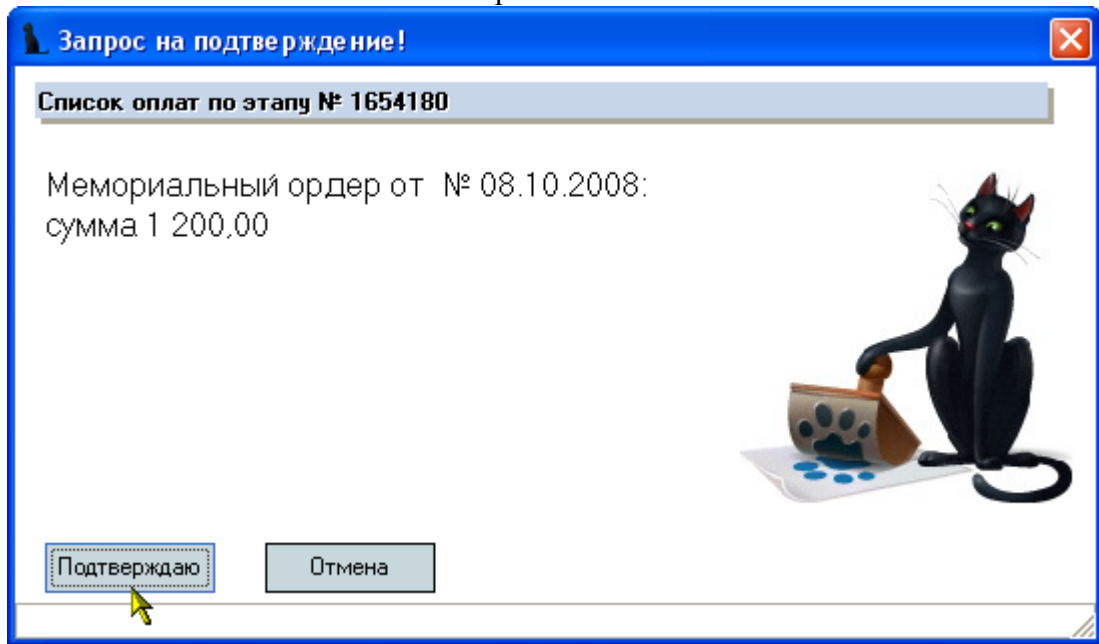 Запрос на подтверждение!
Список оплат по этапу № 1654180
Мемориальный ордер от № 08.10.2008:
сумма 1 200,00
Подтверждаю
Отмена